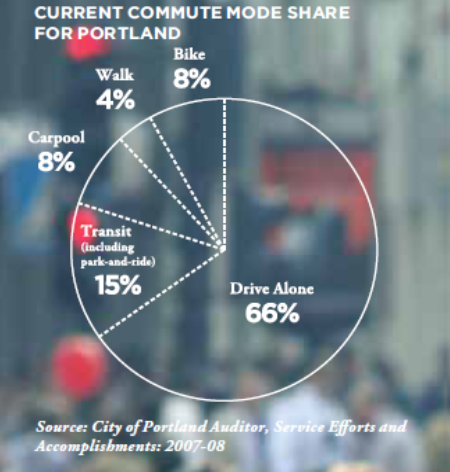 CURRENT COMMUTE MODE SHARE
FOR PORTLAND
Bike
8%
Walk
4%
Carpool
8%
Transit
(including
park-and-ride)
15%
Drive Alone
66%
Source: City of Portland Auditor, Service Efforts and
Accomplishments: 2007-08